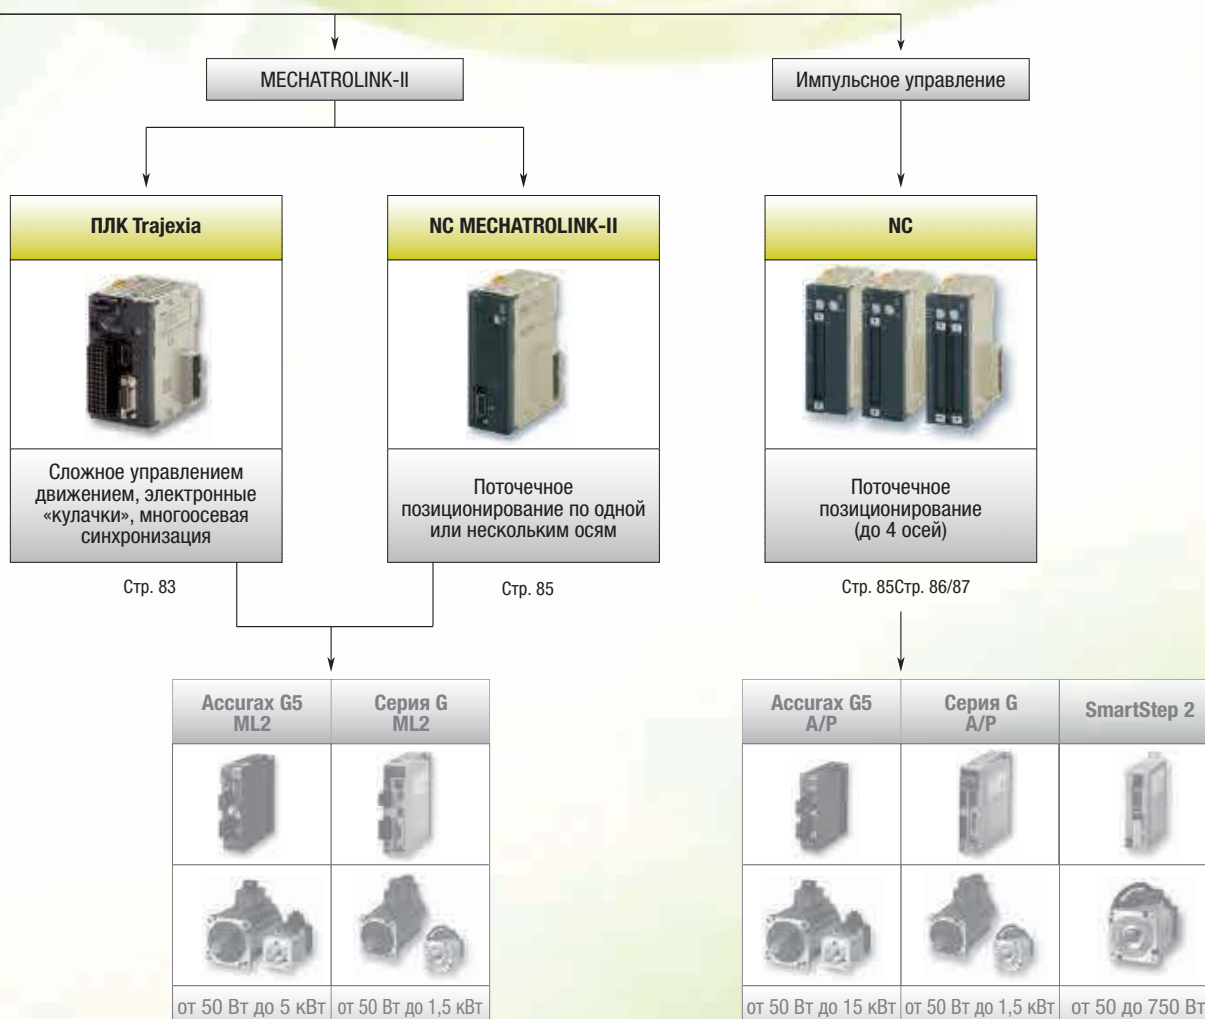 MECHATROLINK-II
Импульсное управление
ПЛК Trajexia
NC MECHATROLINK-II
NC
Сложное управлением
движением, электронные
«кулачки», многоосевая
синхронизация
Поточечное
позиционирование по одной
или нескольким осям
Поточечное
позиционирование
(до 4 осей)
Стр. 83
Стр. 85
Стр. 85Стр. 86/87
Accurax G5
ML2
Серия G
ML2
Accurax G5
A/P
Серия G
A/P
SmartStep 2
от 50 Вт до 5 кВт
от 50 Вт до 1,5 кВт
от 50 Вт до 15 кВт
от 50 Вт до 1,5 кВт
от 50 до 750 Вт